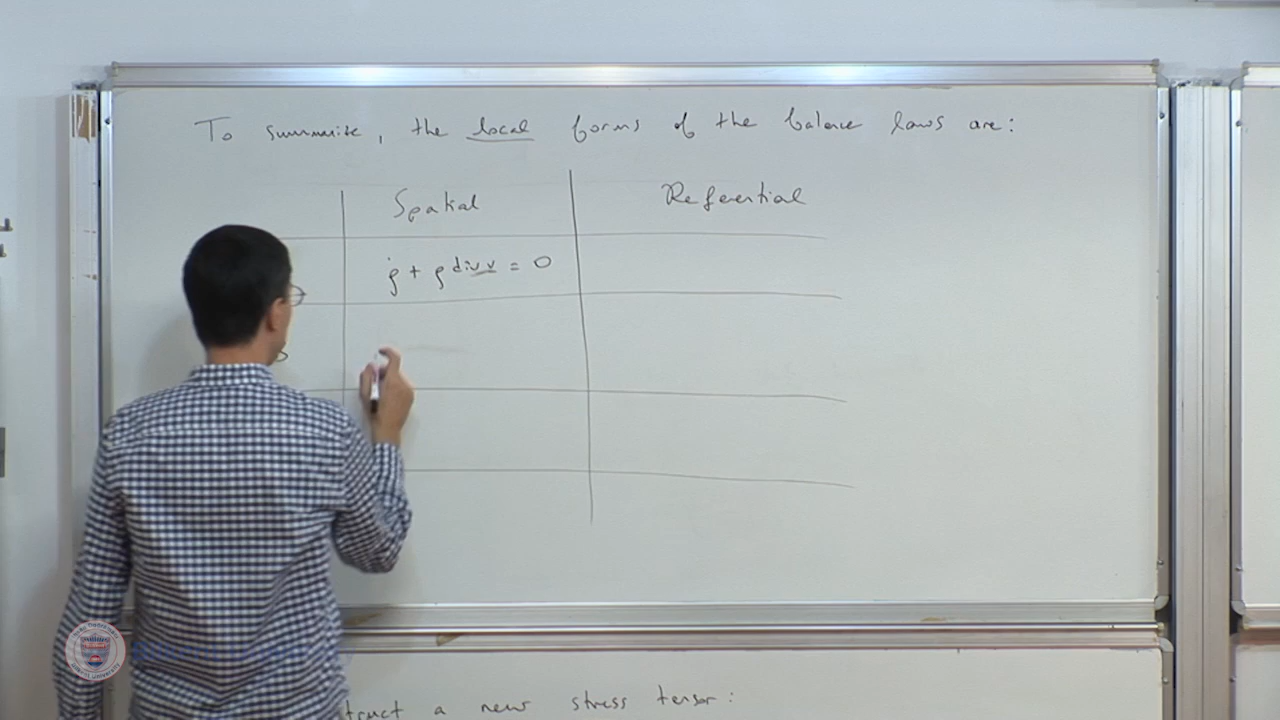 To summarize, the local forms of the balance laws are:
Spatial Referential
ρ̇ + ρ div v = 0
a new stress tensor: